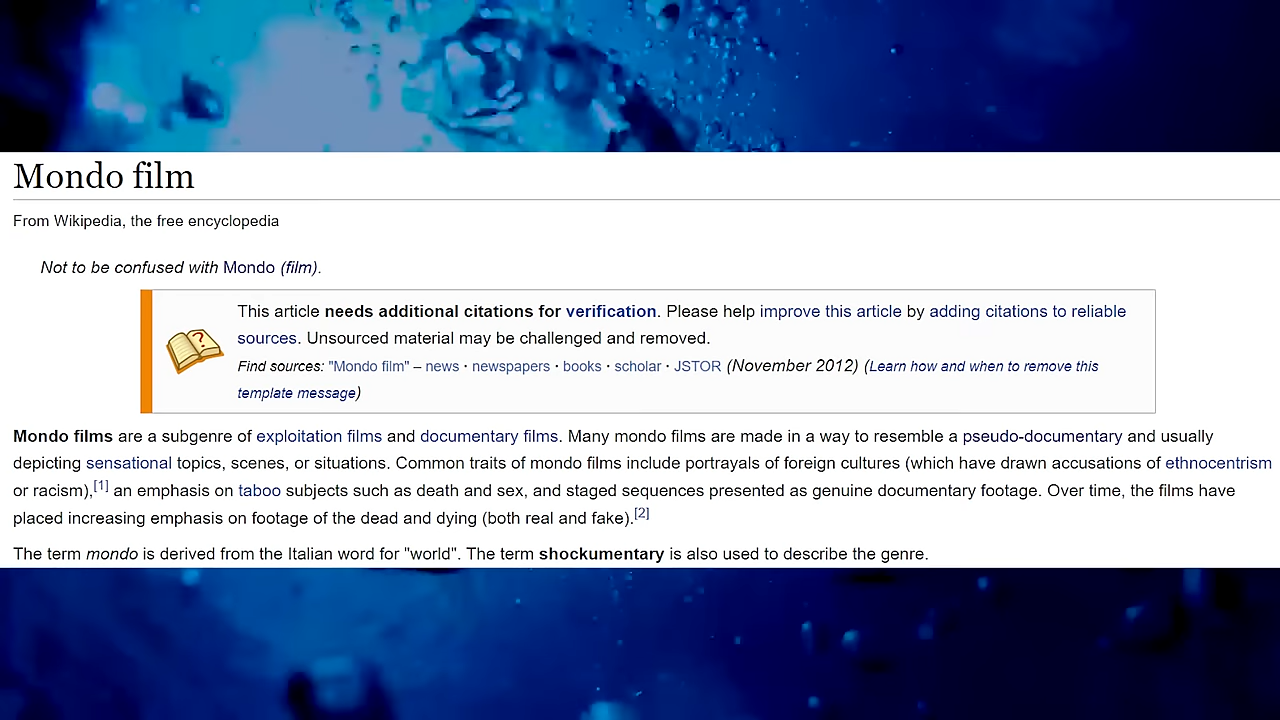 Mondo film
From Wikipedia, the free encyclopedia
Not to be confused with Mondo (film).
This article needs additional citations for verification. Please help improve this article by adding citations to reliable
sources. Unsourced material may be challenged and removed.
Find sources: "Mondo film" – news · newspapers · books · scholar · JSTOR (November 2012) (Learn how and when to remove this
template message)
Mondo films are a subgenre of exploitation films and documentary films. Many mondo films are made in a way to resemble a pseudo-documentary and usually
depicting sensational topics, scenes, or situations. Common traits of mondo films include portrayals of foreign cultures (which have drawn accusations of ethnocentrism
or racism),[1] an emphasis on taboo subjects such as death and sex, and staged sequences presented as genuine documentary footage. Over time, the films have
placed increasing emphasis on footage of the dead and dying (both real and fake).[2]
The term mondo is derived from the Italian word for "world". The term shockumentary is also used to describe the genre.